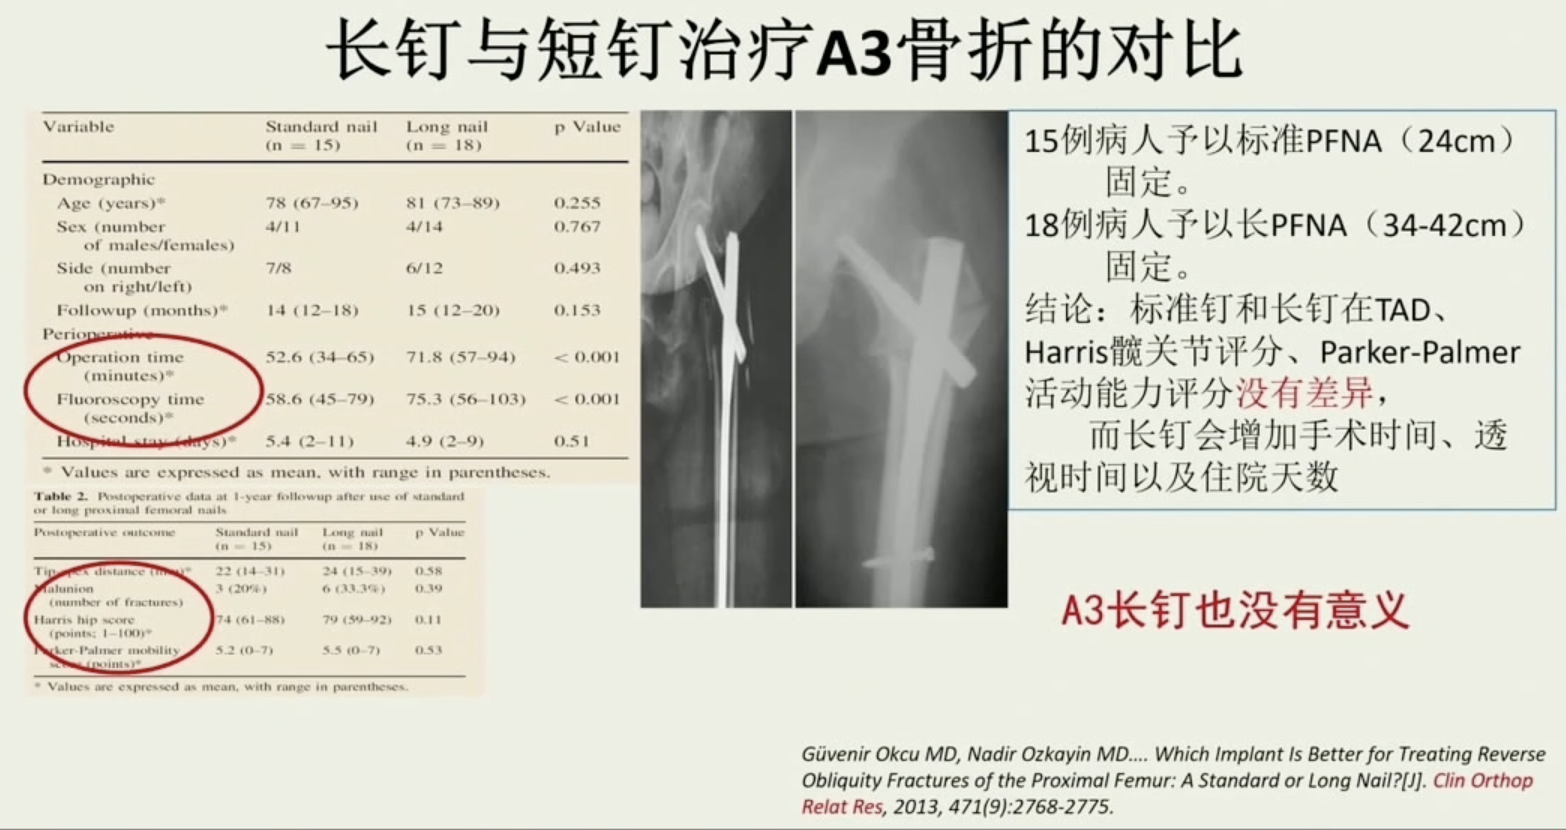 长钉与短钉治疗A3骨折的对比
Variable Standard nail (n = 15) Long nail (n = 18) p Value
Demographic
Age (years)* 78 (67–95) 81 (73–89) 0.255
Sex (number of males/females) 4/11 4/14 0.767
Side (number on right/left) 7/8 6/12 0.493
Followup (months)* 14 (12–18) 15 (12–20) 0.153
Perioperative
Operation time (minutes)* 52.6 (34–65) 71.8 (57–94) < 0.001
Fluoroscopy time (seconds)* 58.6 (45–79) 75.3 (56–103) < 0.001
Hospital stay (days)* 5.4 (2–11) 4.9 (2–9) 0.51
* Values are expressed as mean, with range in parentheses.
Table 2. Postoperative data at 1-year followup after use of standard
or long proximal femoral nails
Postoperative outcome Standard nail (n = 15) Long nail (n = 18) p Value
Tip-apex distance (mm)* 22 (14–31) 24 (15–39) 0.58
Malunion (number of fractures) 3 (20%) 6 (33.3%) 0.39
Harris hip score (points; 1–100)* 74 (61–88) 79 (59–92) 0.11
Parker-Palmer mobility score (points)* 5.2 (0–7) 5.5 (0–7) 0.53
* Values are expressed as mean, with range in parentheses.
15例病人予以标准PFNA（24cm）
固定。
18例病人予以长PFNA（34-42cm）
固定。
结论：标准钉和长钉在TAD、
Harris髋关节评分、Parker-Palmer
活动能力评分没有差异，
而长钉会增加手术时间、透
视时间以及住院天数
A3长钉也没有意义
Güvenir Okcu MD, Nadir Ozkayin MD.... Which Implant Is Better for Treating Reverse
Obliquity Fractures of the Proximal Femur: A Standard or Long Nail?[J]. Clin Orthop
Relat Res, 2013, 471(9):2768-2775.